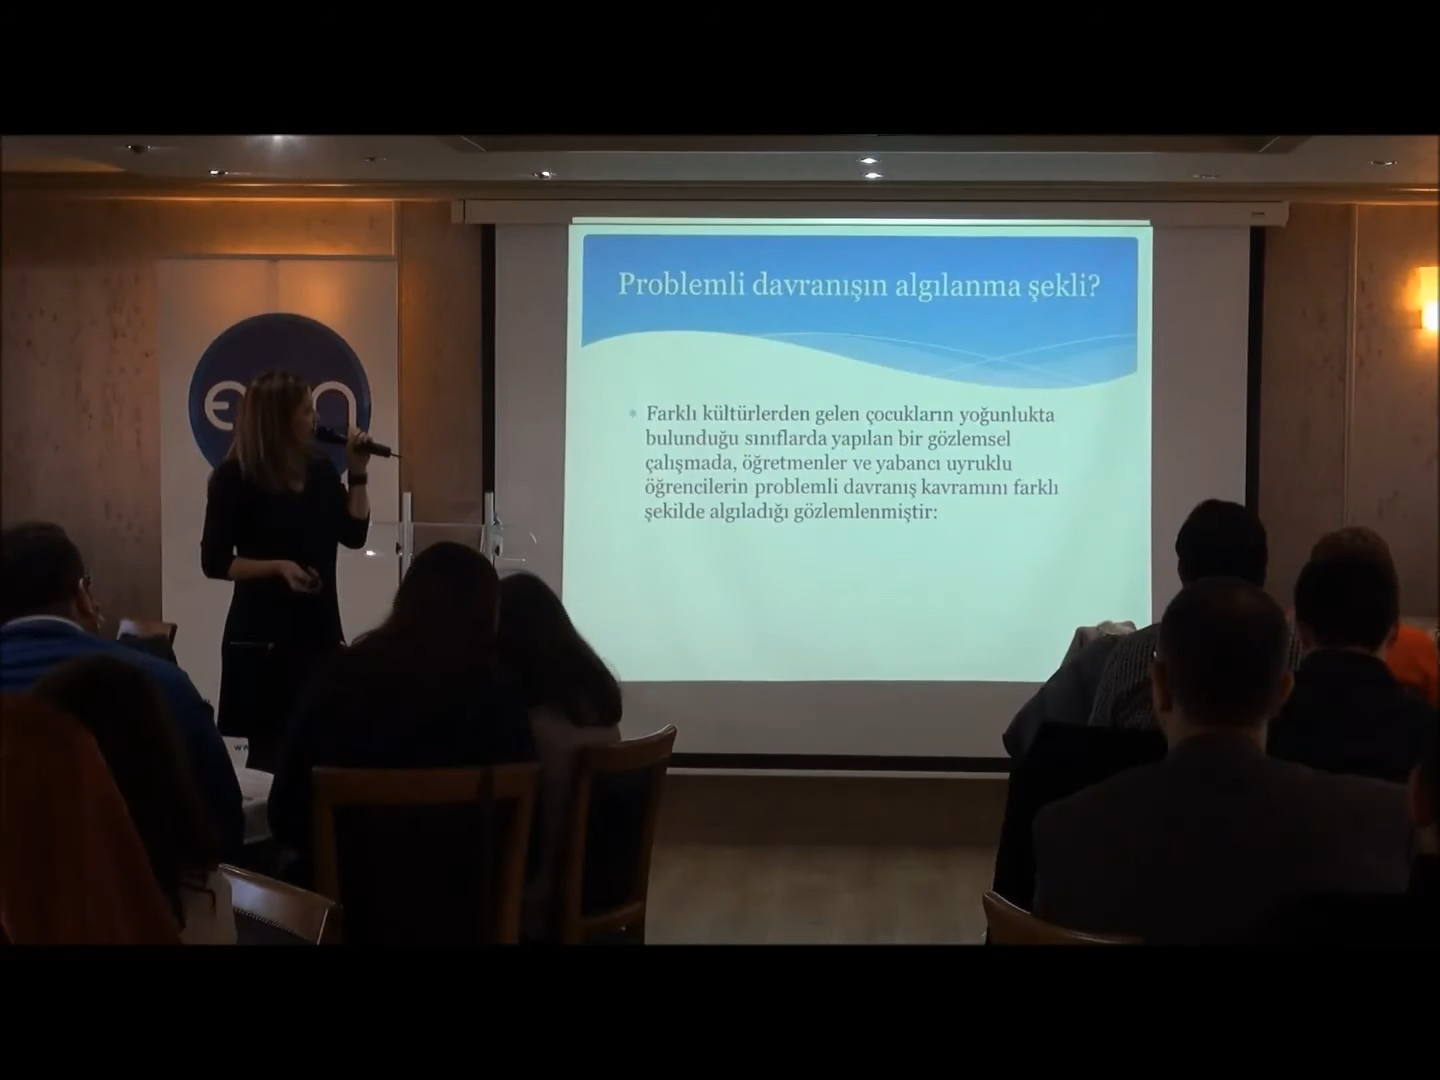 Problemli davranışın algılanma şekli?
Farklı kültürlerden gelen çocukların yoğunlukta
bulunduğu sınıflarda yapılan bir gözlemsel
çalışmada, öğretmenler ve yabancı uyruklu
öğrencilerin problemli davranış kavramını farklı
şekilde algıladığı gözlemlenmiştir: